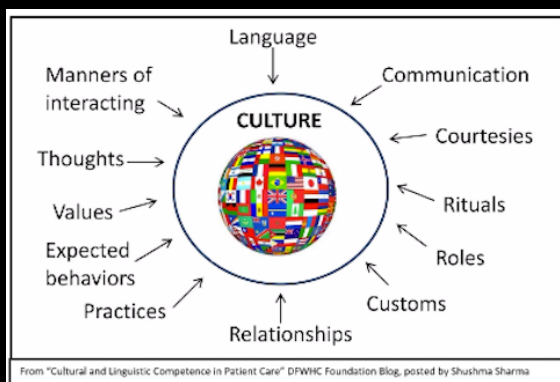 Language
Manners of
interacting
Communication
CULTURE
Courtesies
Thoughts
Rituals
Values
Expected
behaviors
Roles
Practices
Customs
Relationships
From "Cultural and Linguistic Competence in Patient Care" DFWHC Foundation Blog, posted by Shushma Sharma